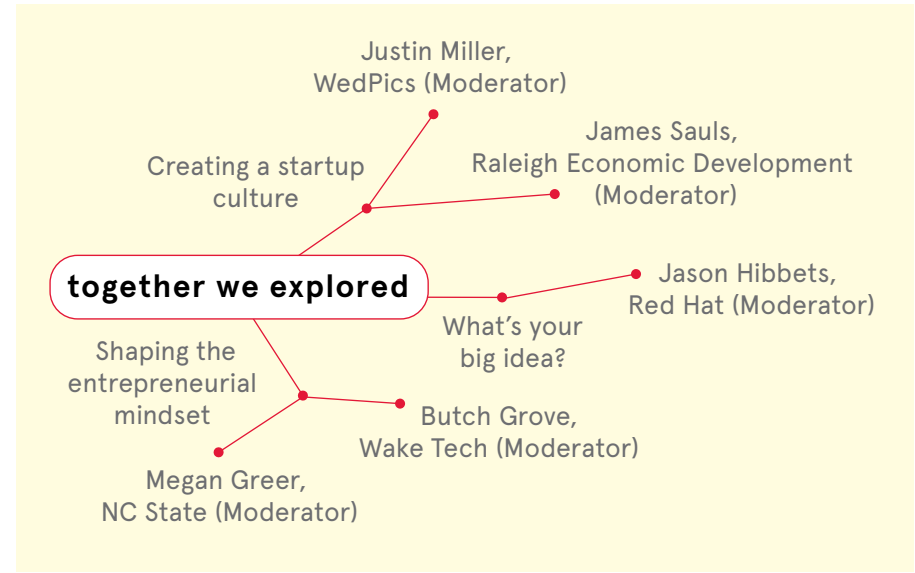 Justin Miller,
WedPics (Moderator)
James Sauls,
Raleigh Economic Development
(Moderator)
Creating a startup
culture
together we explored
Jason Hibbets,
Red Hat (Moderator)
What’s your
big idea?
Shaping the
entrepreneurial
mindset
Butch Grove,
Wake Tech (Moderator)
Megan Greer,
NC State (Moderator)